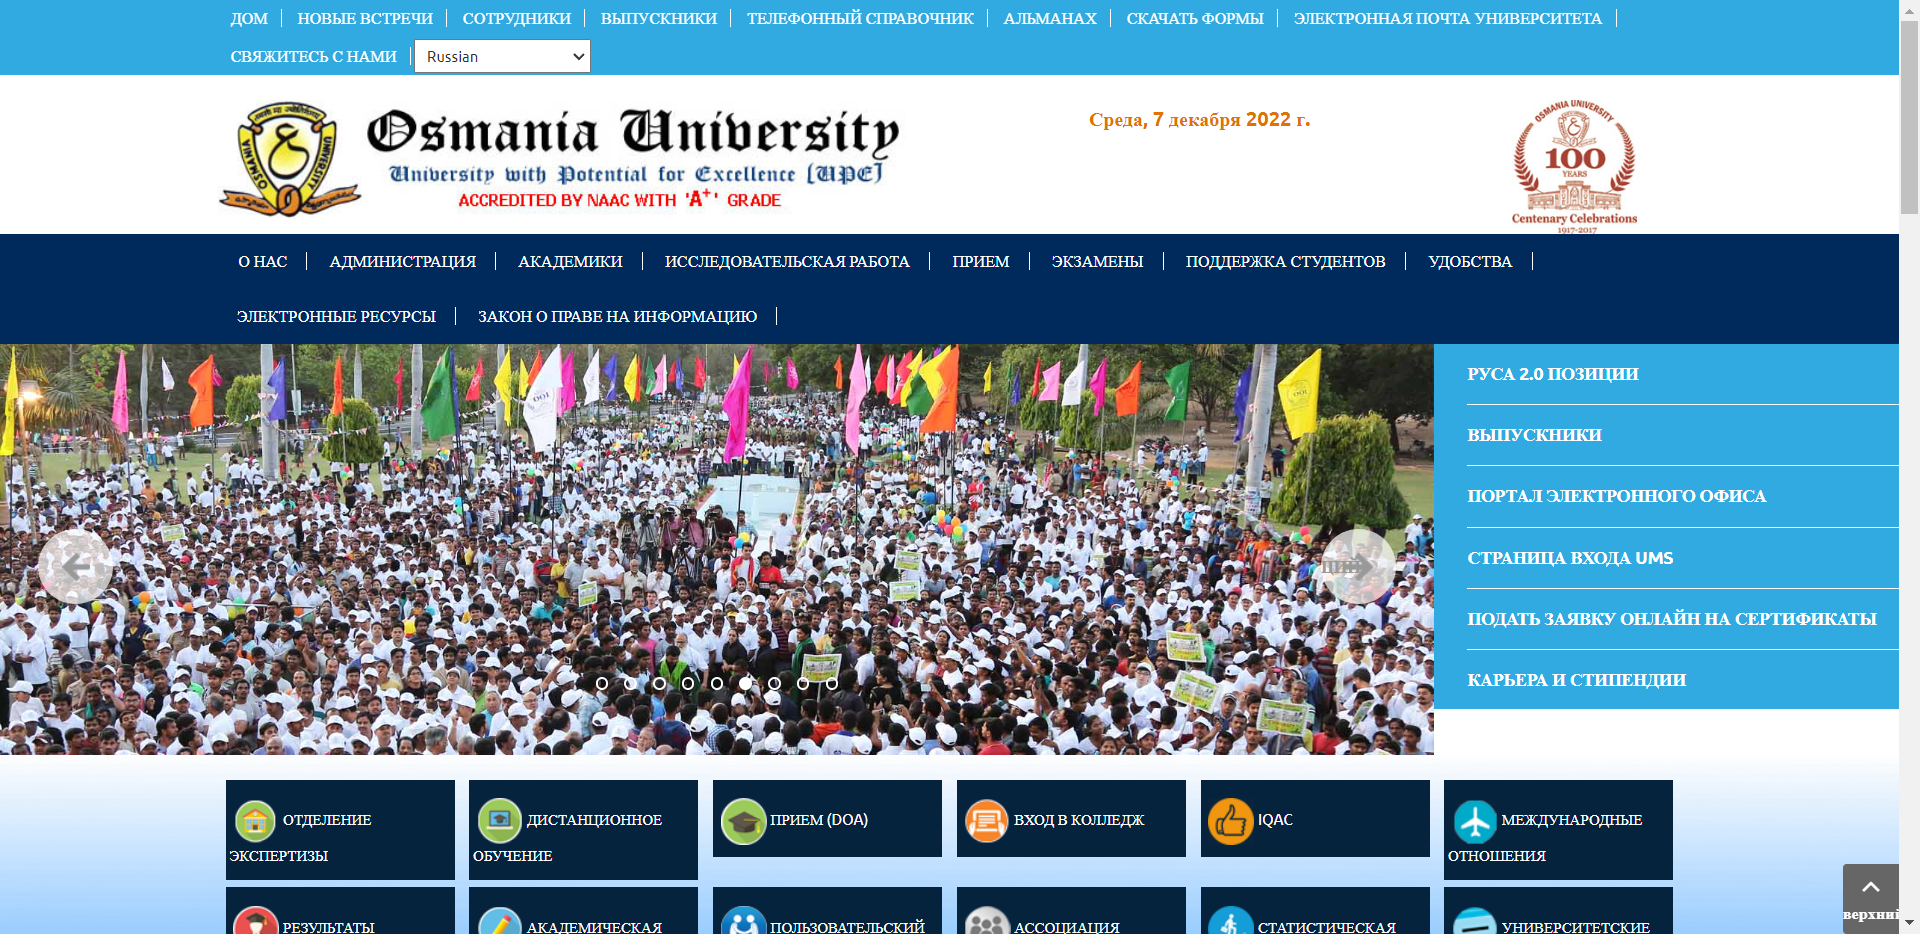 ДОМ
НОВЫЕ ВСТРЕЧИ
СОТРУДНИКИ
ВЫПУСКНИКИ
ТЕЛЕФОННЫЙ СПРАВОЧНИК
АЛЬМАНАХ
СКАЧАТЬ ФОРМЫ
ЭЛЕКТРОННАЯ ПОЧТА УНИВЕРСИТЕТА
СВЯЖИТЕСЬ С НАМИ
Russian
Osmania University
University with Potential for Excellence [UPE]
ACCREDITED BY NAAC WITH 'A+' GRADE
OSMANIA UNIVERSITY
Среда, 7 декабря 2022 г.
OSMANIA UNIVERSITY
100
YEARS
Centenary Celebrations
1917-2017
О НАС
АДМИНИСТРАЦИЯ
АКАДЕМИКИ
ИССЛЕДОВАТЕЛЬСКАЯ РАБОТА
ПРИЕМ
ЭКЗАМЕНЫ
ПОДДЕРЖКА СТУДЕНТОВ
УДОБСТВА
ЭЛЕКТРОННЫЕ РЕСУРСЫ
ЗАКОН О ПРАВЕ НА ИНФОРМАЦИЮ
РУСА 2.0 ПОЗИЦИИ
ВЫПУСКНИКИ
ПОРТАЛ ЭЛЕКТРОННОГО ОФИСА
СТРАНИЦА ВХОДА UMS
ПОДАТЬ ЗАЯВКУ ОНЛАЙН НА СЕРТИФИКАТЫ
КАРЬЕРА И СТИПЕНДИИ
ОТДЕЛЕНИЕ
ЭКСПЕРТИЗЫ
ДИСТАНЦИОННОЕ
ОБУЧЕНИЕ
ПРИЕМ (DOA)
ВХОД В КОЛЛЕДЖ
IQAC
МЕЖДУНАРОДНЫЕ
ОТНОШЕНИЯ
РЕЗУЛЬТАТЫ
АКАДЕМИЧЕСКАЯ
ПОЛЬЗОВАТЕЛЬСКИЙ
АССОЦИАЦИЯ
СТАТИСТИЧЕСКАЯ
УНИВЕРСИТЕТСКИЕ
верхний